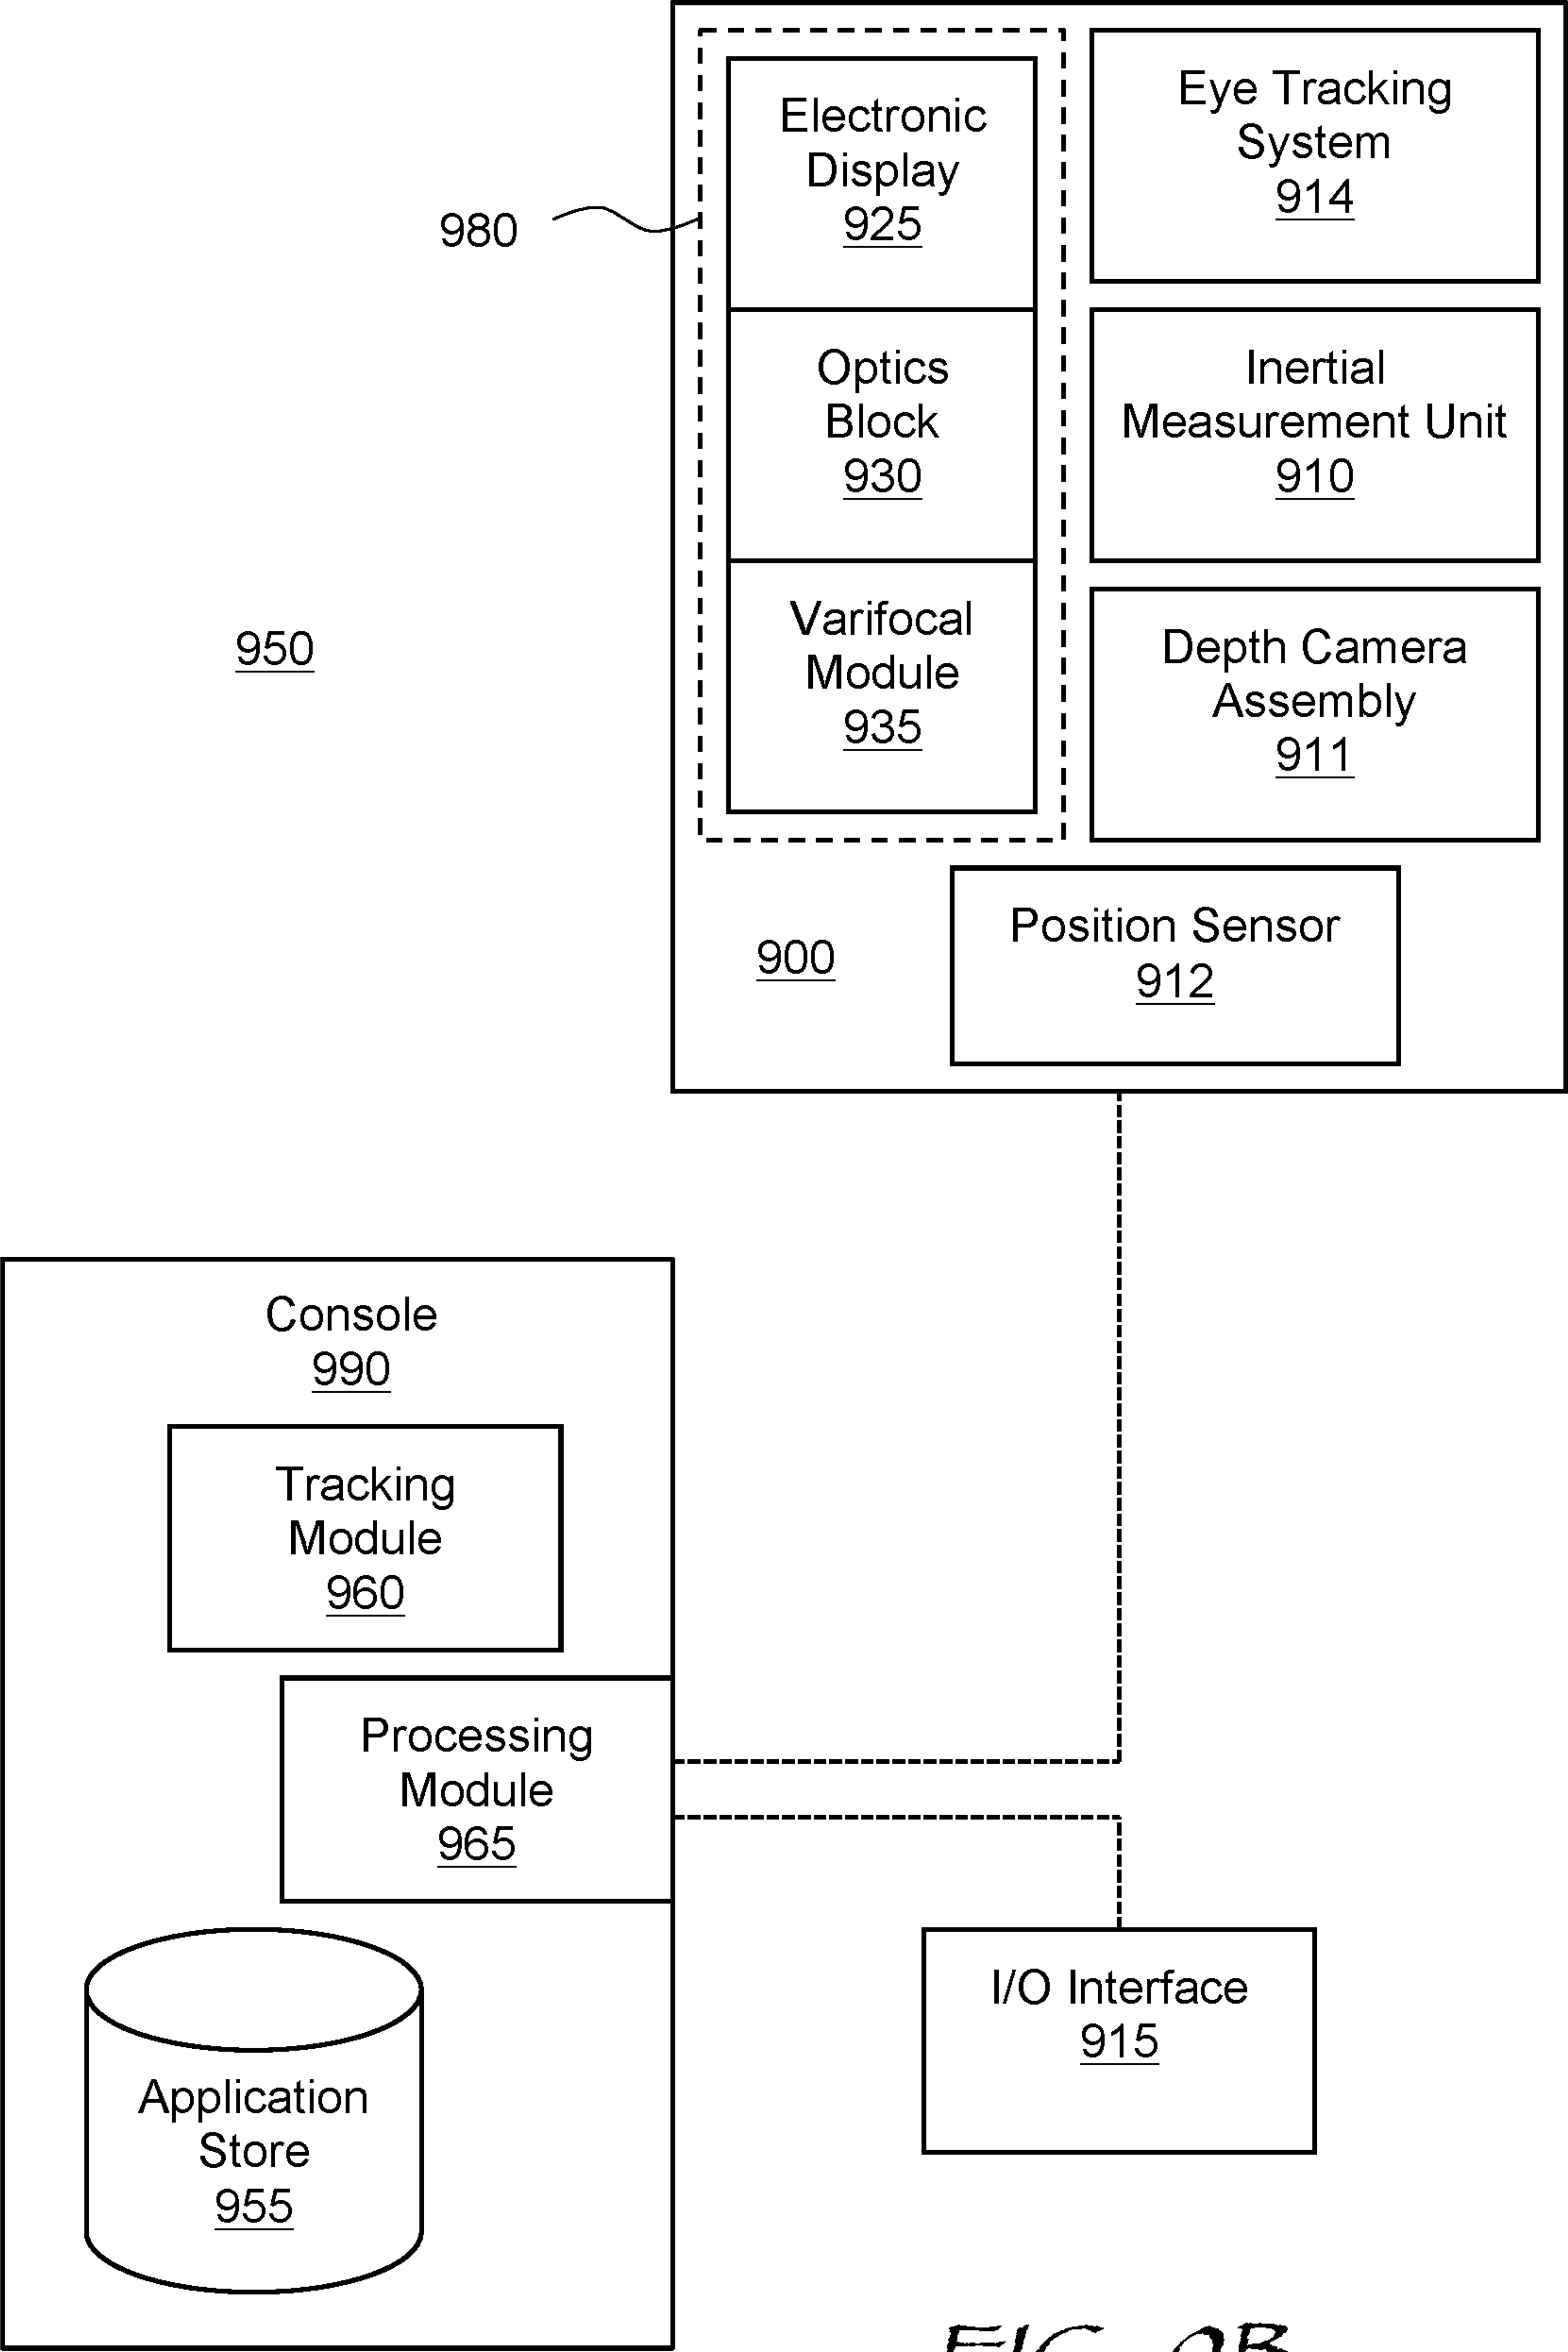 Electronic
Display
925
980
Optics
Block
930
Varifocal
Module
935
Eye Tracking
System
914
Inertial
Measurement Unit
910
Depth Camera
Assembly
911
950
Position Sensor
912
900
Console
990
Tracking
Module
960
Processing
Module
965
Application
Store
955
I/O Interface
915